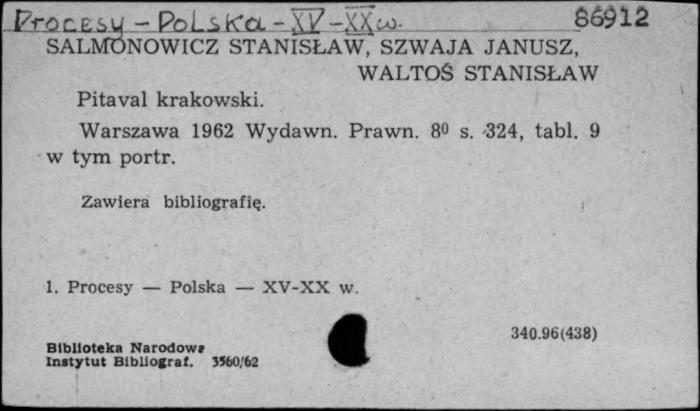 Procesy - Polska - XV - XX w. 86912
SALMONOWICZ STANISŁAW, SZWAJA JANUSZ,
WALTOŚ STANISŁAW
Pitaval krakowski.
Warszawa 1962 Wydawn. Prawn. 8⁰ s. 324, tabl. 9
w tym portr.
Zawiera bibliografię.
1. Procesy — Polska — XV-XX w.
340.96(438)
Biblioteka Narodowa
Instytut Bibliograf. 3560/62